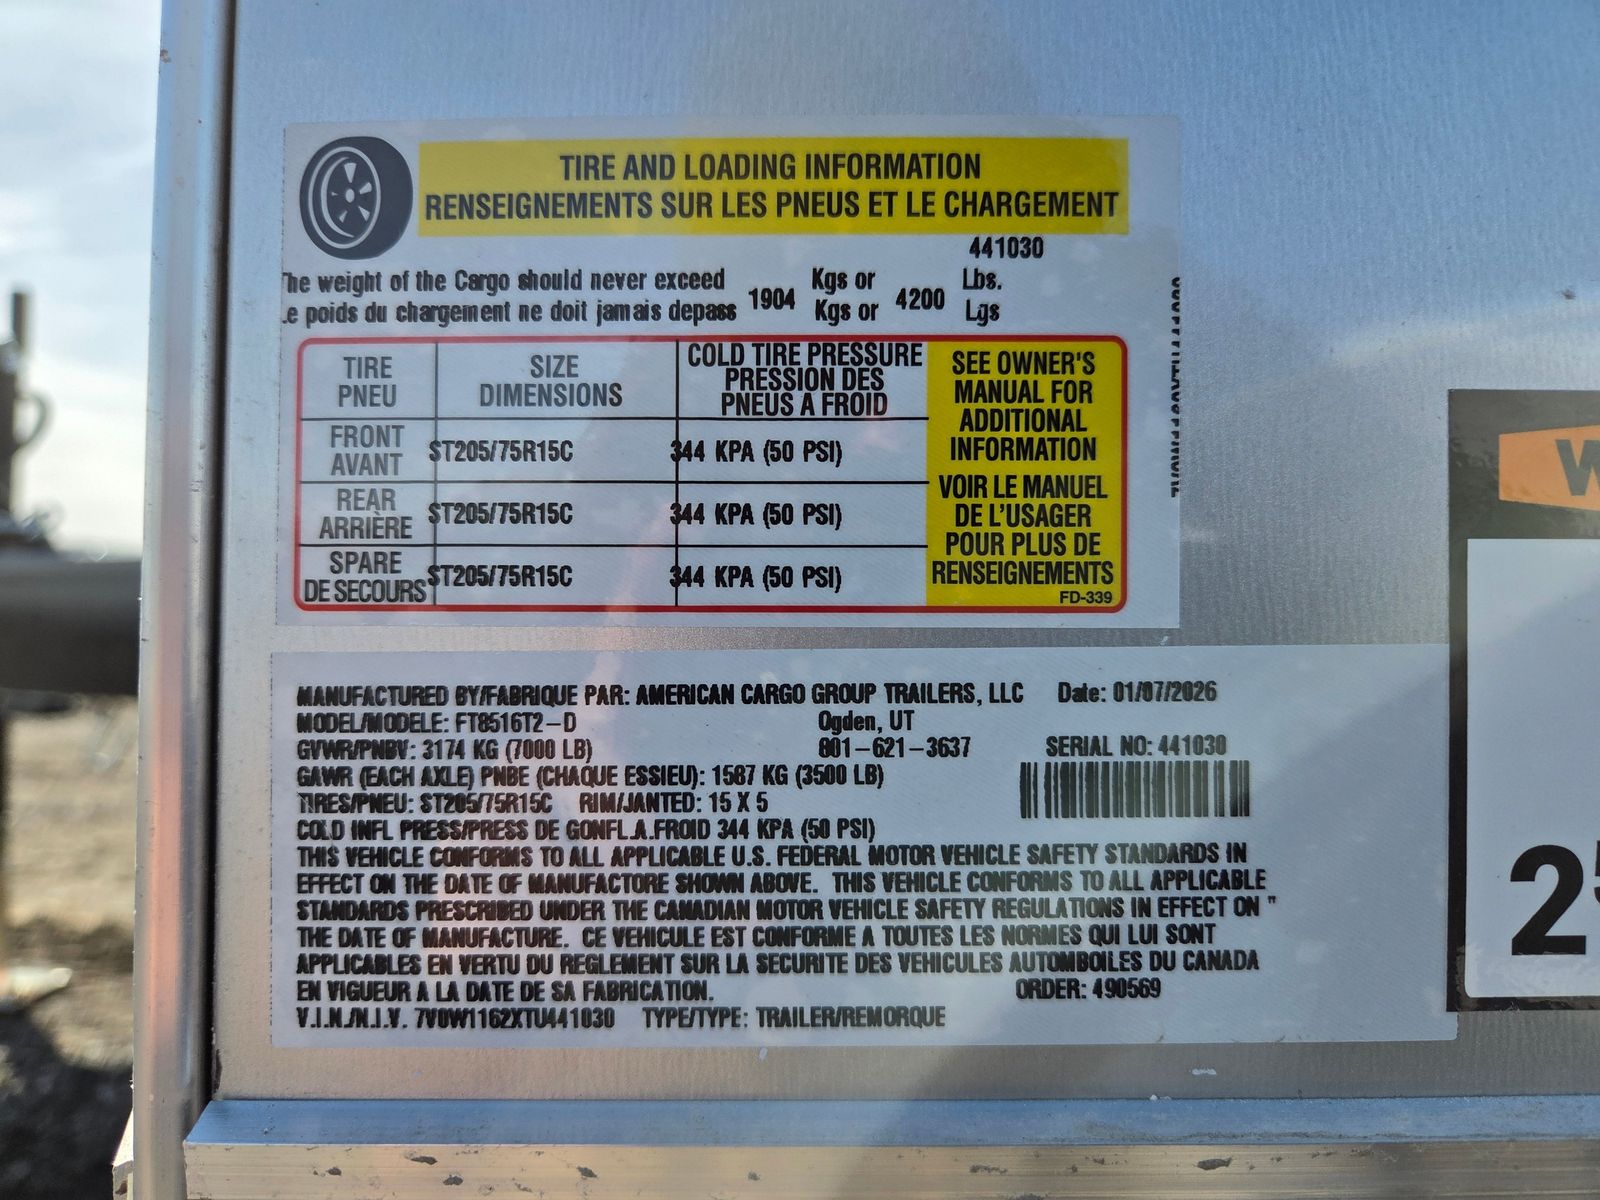 TIRE AND LOADING INFORMATION
RENSEIGNEMENTS SUR LES PNEUS ET LE CHARGEMENT
441030
The weight of the Cargo should never exceed 1904 Kgs or 4200 Lbs.
Le poids du chargement ne doit jamais depass Kgs or Lgs
TIRE PNEU SIZE DIMENSIONS COLD TIRE PRESSURE PRESSION DES PNEUS A FROID
FRONT AVANT ST205/75R15C 344 KPA (50 PSI)
REAR ARRIÈRE ST205/75R15C 344 KPA (50 PSI)
SPARE DE SECOURS ST205/75R15C 344 KPA (50 PSI)
SEE OWNER'S
MANUAL FOR
ADDITIONAL
INFORMATION
VOIR LE MANUEL
DE L'USAGER
POUR PLUS DE
RENSEIGNEMENTS
FD-339
MANUFACTURED BY/FABRIQUE PAR: AMERICAN CARGO GROUP TRAILERS, LLC Date: 01/07/2026
MODEL/MODELE: FT8516T2-D Ogden, UT
GVWR/PNBV: 3174 KG (7000 LB) 801-621-3637 SERIAL NO: 441030
GAWR (EACH AXLE) PNBE (CHAQUE ESSIEU): 1587 KG (3500 LB)
TIRES/PNEU: ST205/75R15C RIM/JANTED: 15 X 5
COLD INFL PRESS/PRESS DE GONFL.A.FROID 344 KPA (50 PSI)
THIS VEHICLE CONFORMS TO ALL APPLICABLE U.S. FEDERAL MOTOR VEHICLE SAFETY STANDARDS IN
EFFECT ON THE DATE OF MANUFACTORE SHOWN ABOVE. THIS VEHICLE CONFORMS TO ALL APPLICABLE
STANDARDS PRESCRIBED UNDER THE CANADIAN MOTOR VEHICLE SAFETY REGULATIONS IN EFFECT ON "
THE DATE OF MANUFACTURE. CE VEHICULE EST CONFORME A TOUTES LES NORMES QUI LUI SONT
APPLICABLES EN VERTU DU REGLEMENT SUR LA SECURITE DES VEHICULES AUTOMBOILES DU CANADA
EN VIGUEUR A LA DATE DE SA FABRICATION. ORDER: 490569
V.I.N./N.I.V. 7V0W1162XTU441030 TYPE/TYPE: TRAILER/REMORQUE